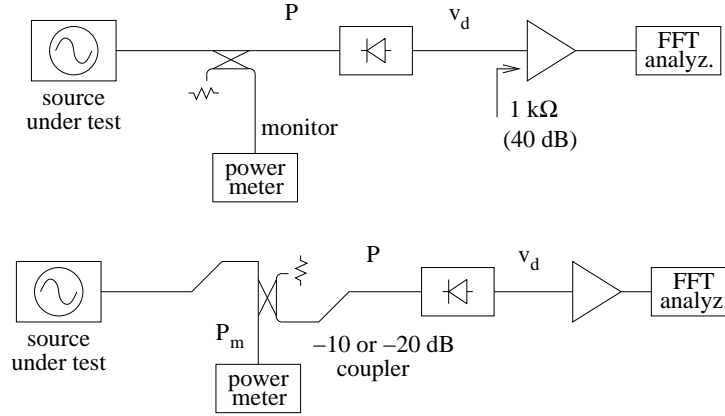 P
v_d
FFT
analyz.
source
under test
monitor
1 kΩ
(40 dB)
power
meter
P
v_d
FFT
analyz.
source
under test
P_m
−10 or −20 dB
coupler
power
meter